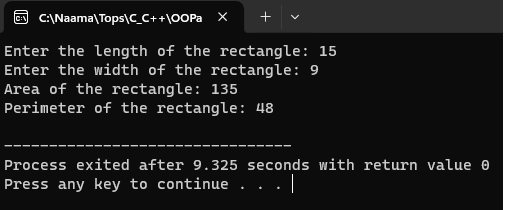 C:\Naama\Tops\C_C++\OOPa
Enter the length of the rectangle: 15
Enter the width of the rectangle: 9
Area of the rectangle: 135
Perimeter of the rectangle: 48
--------------------------------
Process exited after 9.325 seconds with return value 0
Press any key to continue . . .